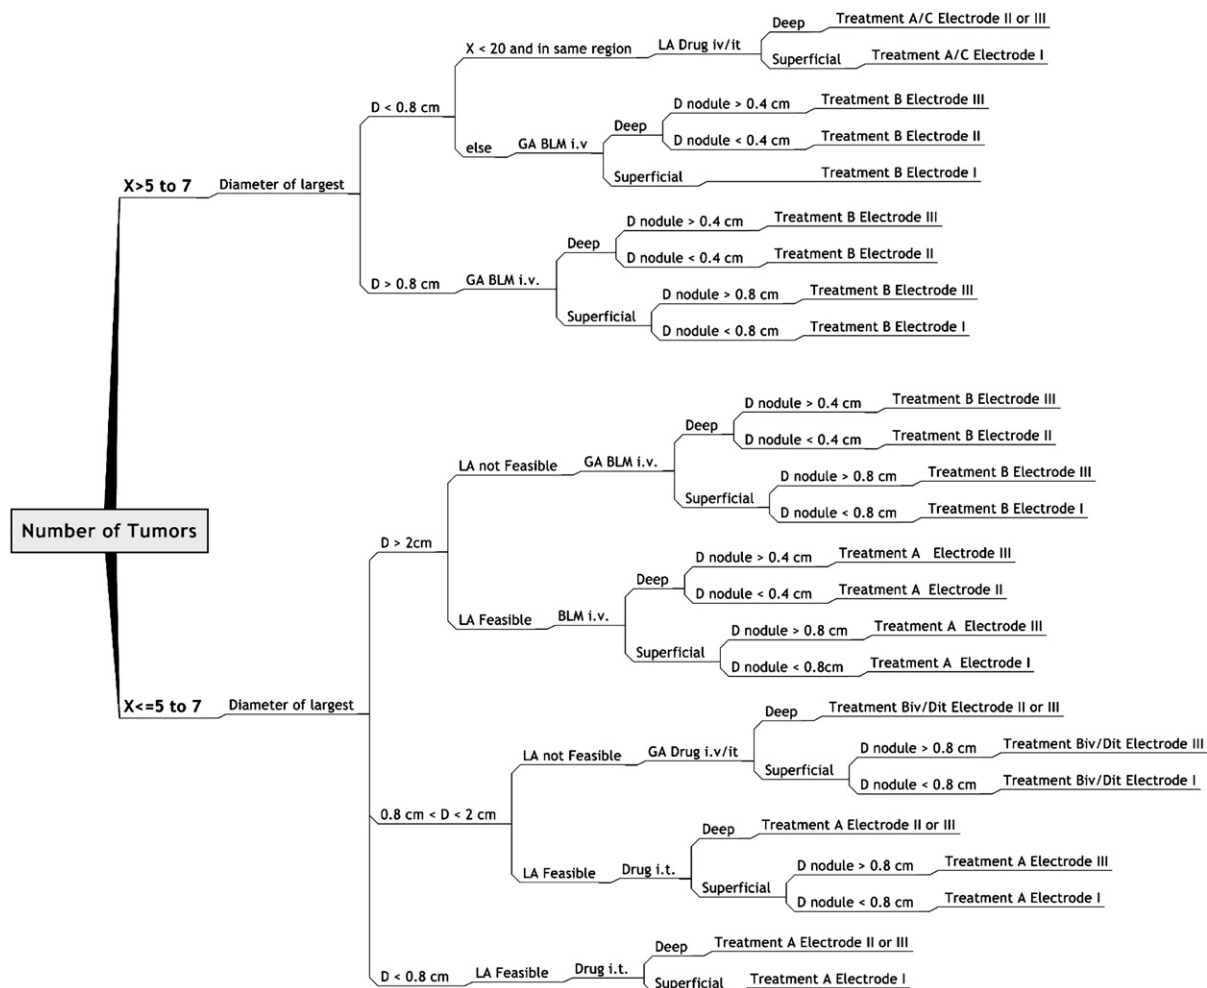 Number of Tumors
X>5 to 7
Diameter of largest
D < 0.8 cm
X < 20 and in same region
LA Drug iv/it
Deep
Treatment A/C Electrode II or III
Superficial
Treatment A/C Electrode I
else
GA BLM i.v
Deep
D nodule > 0.4 cm
Treatment B Electrode III
D nodule < 0.4 cm
Treatment B Electrode II
Superficial
Treatment B Electrode I
D > 0.8 cm
GA BLM i.v.
Deep
D nodule > 0.4 cm
Treatment B Electrode III
D nodule < 0.4 cm
Treatment B Electrode II
Superficial
D nodule > 0.8 cm
Treatment B Electrode III
D nodule < 0.8 cm
Treatment B Electrode I
X<=5 to 7
Diameter of largest
D > 2cm
LA not Feasible
GA BLM i.v.
Deep
D nodule > 0.4 cm
Treatment B Electrode III
D nodule < 0.4 cm
Treatment B Electrode II
Superficial
D nodule > 0.8 cm
Treatment B Electrode III
D nodule < 0.8 cm
Treatment B Electrode I
LA Feasible
BLM i.v.
Deep
D nodule > 0.4 cm
Treatment A Electrode III
D nodule < 0.4 cm
Treatment A Electrode II
Superficial
D nodule > 0.8 cm
Treatment A Electrode III
D nodule < 0.8cm
Treatment A Electrode I
0.8 cm < D < 2 cm
LA not Feasible
GA Drug i.v/it
Deep
Treatment Biv/Dit Electrode II or III
Superficial
D nodule > 0.8 cm
Treatment Biv/Dit Electrode III
D nodule < 0.8 cm
Treatment Biv/Dit Electrode I
LA Feasible
Drug i.t.
Deep
Treatment A Electrode II or III
Superficial
D nodule > 0.8 cm
Treatment A Electrode III
D nodule < 0.8 cm
Treatment A Electrode I
D < 0.8 cm
LA Feasible
Drug i.t.
Deep
Treatment A Electrode II or III
Superficial
Treatment A Electrode I